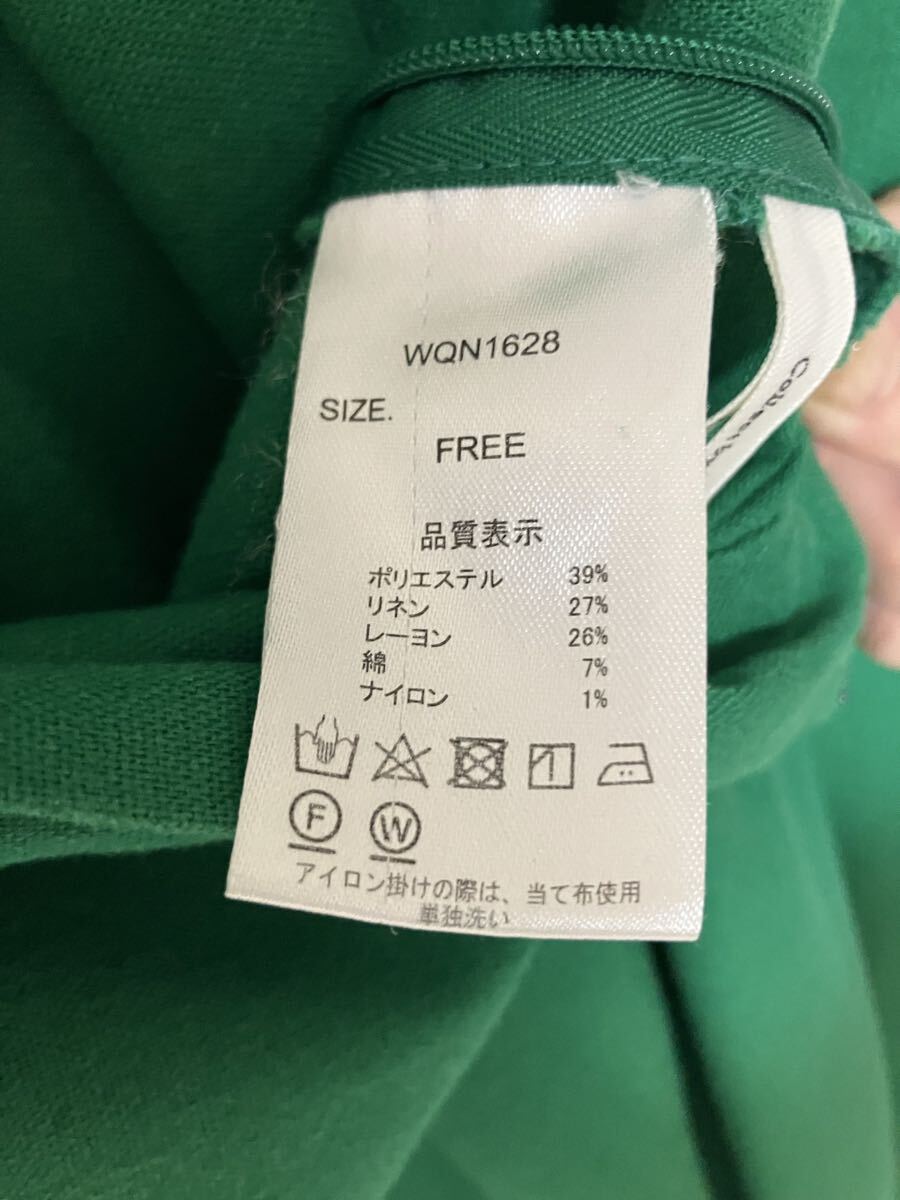 WQN1628
SIZE.
FREE
品質表示
ポリエステル 39%
リネン 27%
レーヨン 26%
綿 7%
ナイロン 1%
F W
アイロン掛けの際は、当て布使用
単独洗い